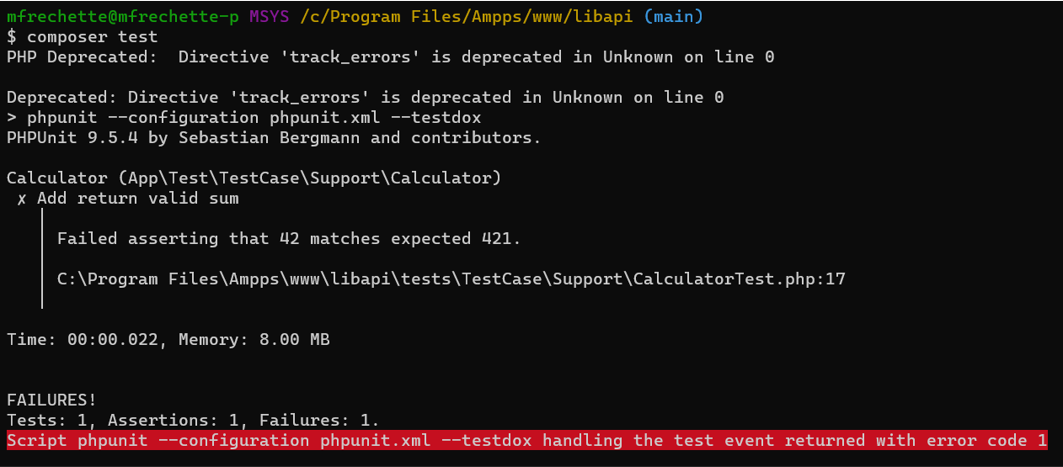 mfrechette@mfrechette-p MSYS /c/Program Files/Ampps/www/libapi (main)
$ composer test
PHP Deprecated:  Directive 'track_errors' is deprecated in Unknown on line 0
Deprecated: Directive 'track_errors' is deprecated in Unknown on line 0
> phpunit --configuration phpunit.xml --testdox
PHPUnit 9.5.4 by Sebastian Bergmann and contributors.
Calculator (App\Test\TestCase\Support\Calculator)
✗ Add return valid sum
Failed asserting that 42 matches expected 421.
C:\Program Files\Ampps\www\libapi\tests\TestCase\Support\CalculatorTest.php:17
Time: 00:00.022, Memory: 8.00 MB
FAILURES!
Tests: 1, Assertions: 1, Failures: 1.
Script phpunit --configuration phpunit.xml --testdox handling the test event returned with error code 1